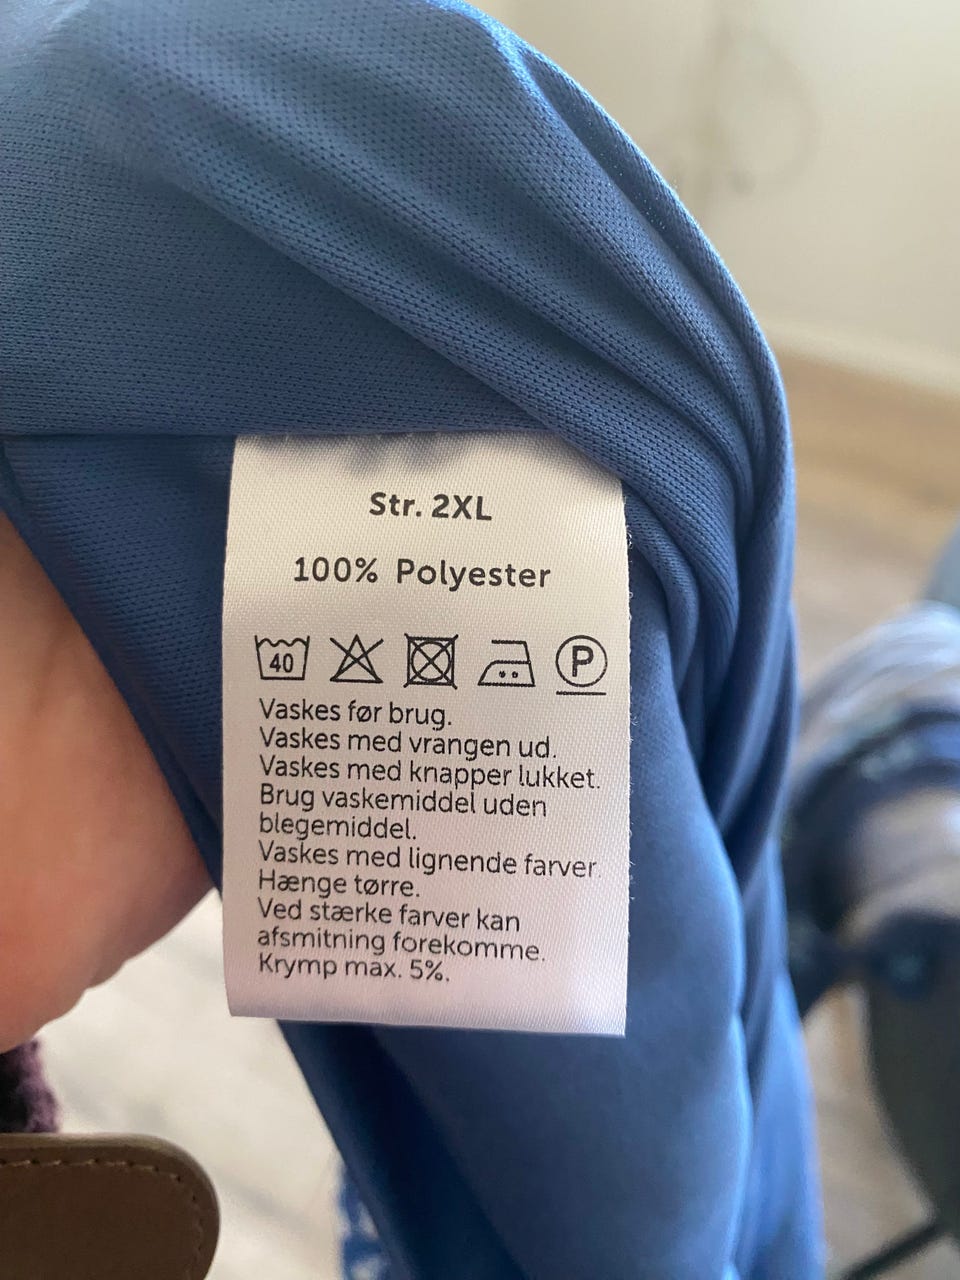 Str. 2XL
100% Polyester
40 P
Vaskes før brug.
Vaskes med vrangen ud.
Vaskes med knapper lukket.
Brug vaskemiddel uden
blegemiddel.
Vaskes med lignende farver.
Hænge tørre.
Ved stærke farver kan
afsmitning forekomme.
Krymp max. 5%.